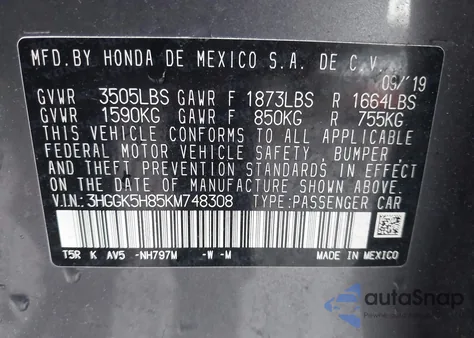 MFD.BY HONDA DE MEXICO S.A. DE C.V.
09/'19
GVWR 3505LBS GAWR F 1873LBS R 1664LBS
GVWR 1590KG GAWR F 850KG R 755KG
THIS VEHICLE CONFORMS TO ALL APPLICABLE
FEDERAL MOTOR VEHICLE SAFETY, BUMPER,
AND THEFT PREVENTION STANDARDS IN EFFECT
ON THE DATE OF MANUFACTURE SHOWN ABOVE.
V.I.N: 3HGGK5H85KM748308 TYPE: PASSENGER CAR
T5R K AV5 -NH797M -W -M MADE IN MEXICO
autoSnap